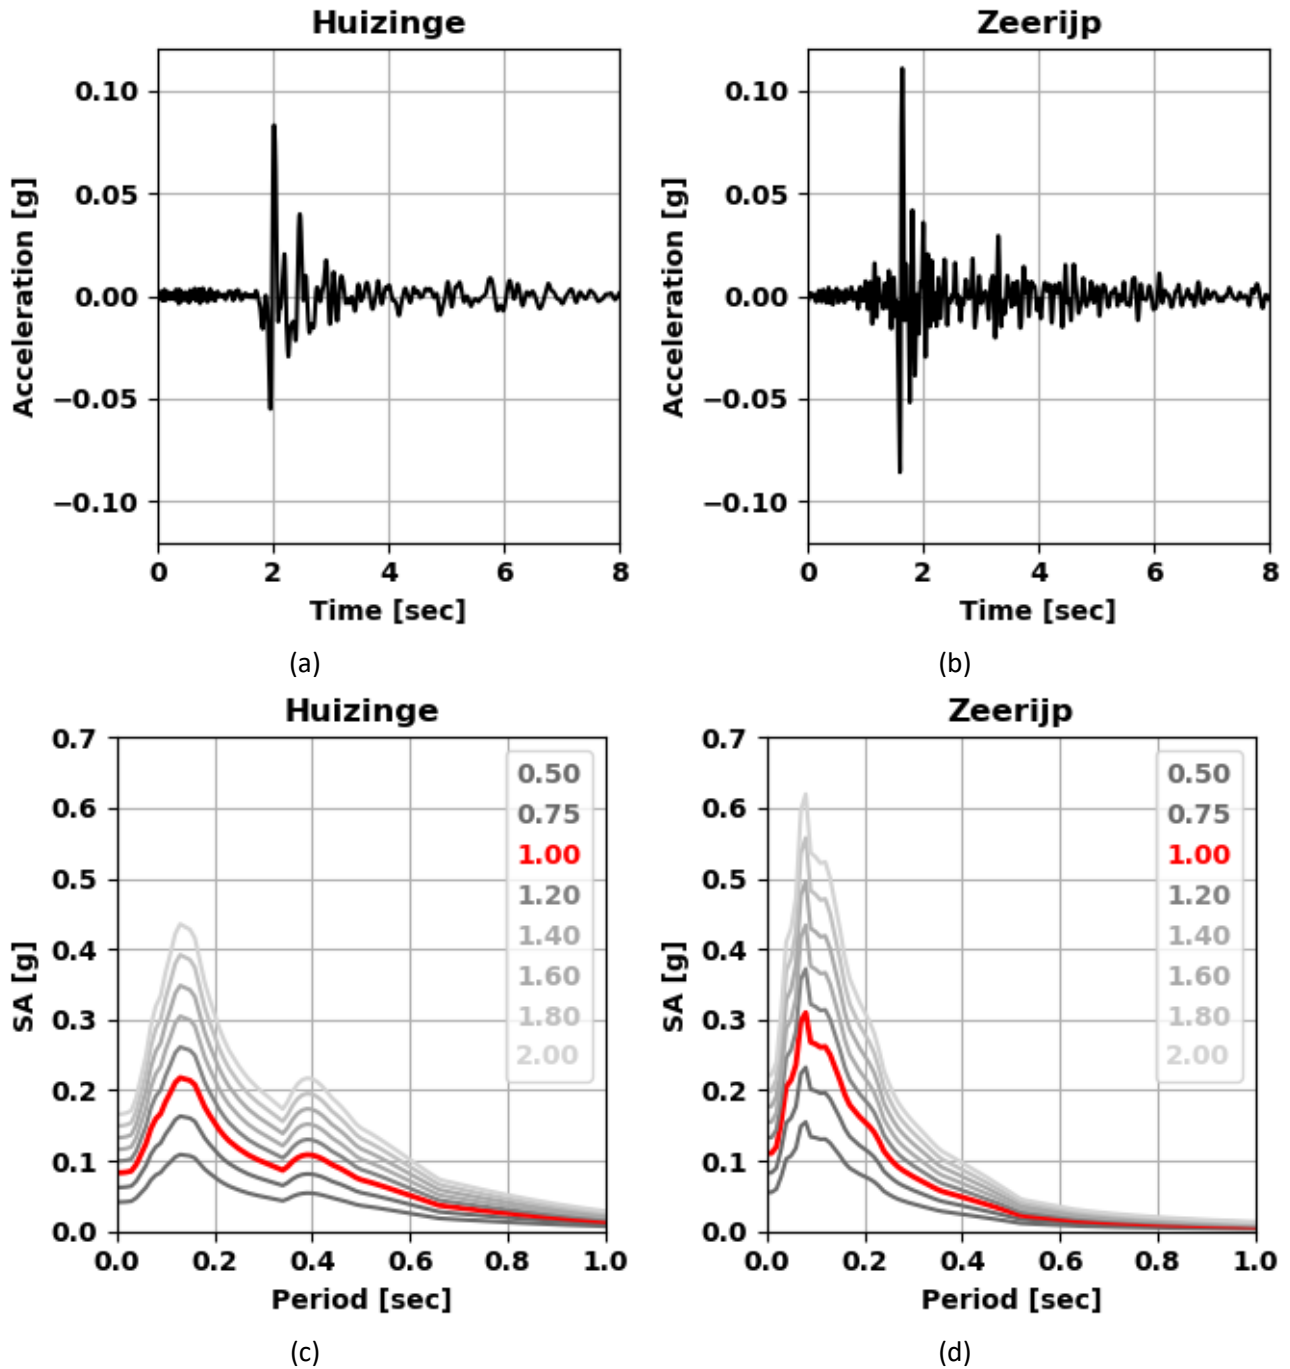 Huizinge
Zeerijp
0.10
0.05
0.00
−0.05
−0.10
Acceleration [g]
0 2 4 6 8
Time [sec]
0.10
0.05
0.00
−0.05
−0.10
Acceleration [g]
0 2 4 6 8
Time [sec]
(a)
(b)
Huizinge
Zeerijp
0.7
0.6
0.5
0.4
0.3
0.2
0.1
0.0
SA [g]
0.50
0.75
1.00
1.20
1.40
1.60
1.80
2.00
0.0 0.2 0.4 0.6 0.8 1.0
Period [sec]
0.7
0.6
0.5
0.4
0.3
0.2
0.1
0.0
SA [g]
0.50
0.75
1.00
1.20
1.40
1.60
1.80
2.00
0.0 0.2 0.4 0.6 0.8 1.0
Period [sec]
(c)
(d)